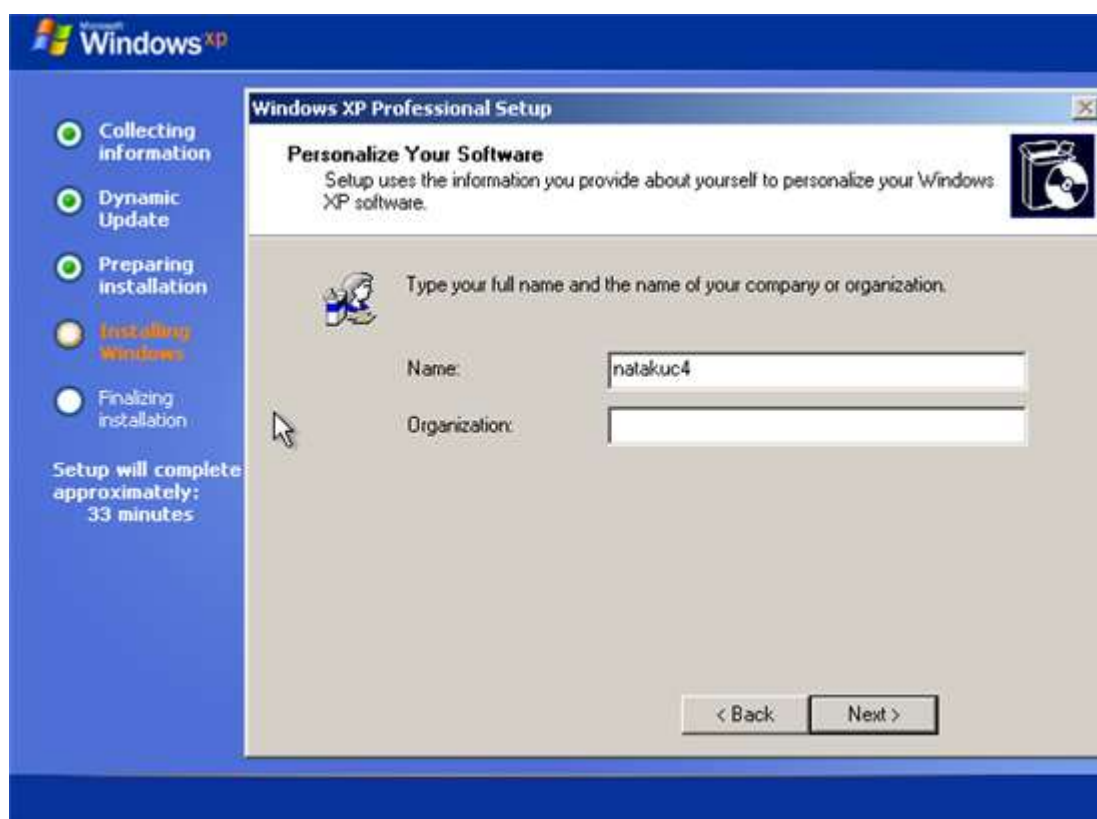 Microsoft
Windows xp
Collecting
information
Dynamic
Update
Preparing
installation
Installing
Windows
Finalizing
installation
Setup will complete
approximately:
33 minutes
Windows XP Professional Setup
Personalize Your Software
Setup uses the information you provide about yourself to personalize your Windows
XP software.
Type your full name and the name of your company or organization.
Name:
natakuc4
Organization:
< Back
Next >